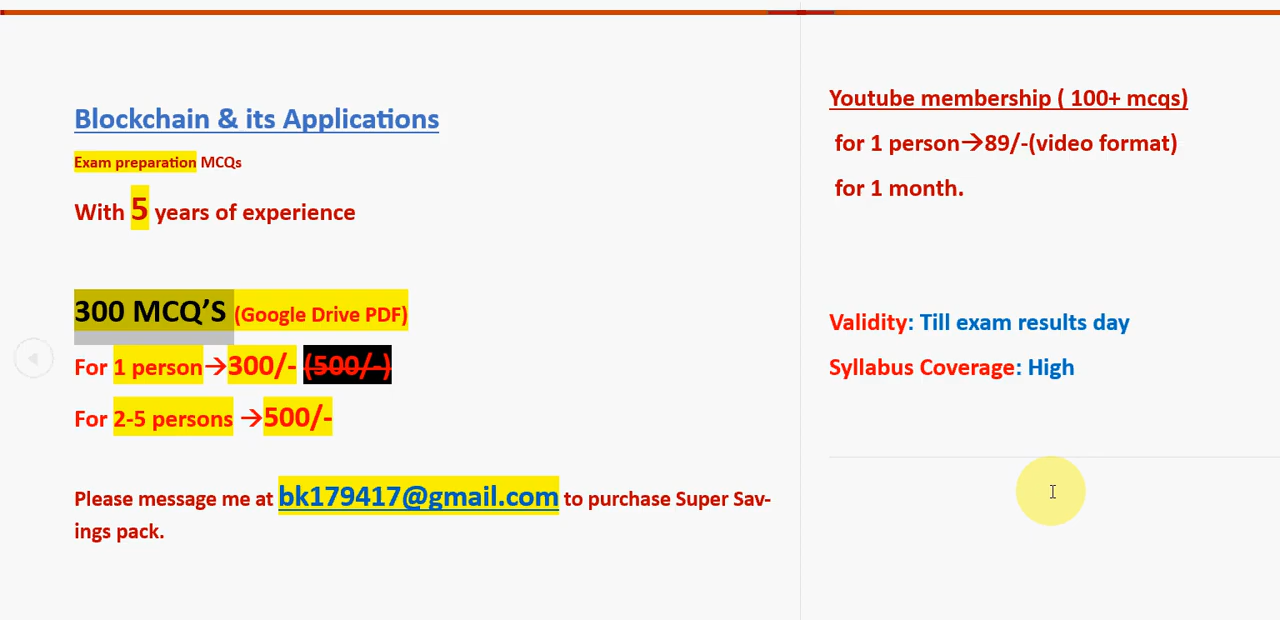 Blockchain & its Applications
Exam preparation MCQs
With 5 years of experience
300 MCQ’S (Google Drive PDF)
For 1 person→300/- (500/-)
For 2-5 persons →500/-
Please message me at bk179417@gmail.com to purchase Super Sav-
ings pack.
Youtube membership ( 100+ mcqs)
for 1 person→89/-(video format)
for 1 month.
Validity: Till exam results day
Syllabus Coverage: High